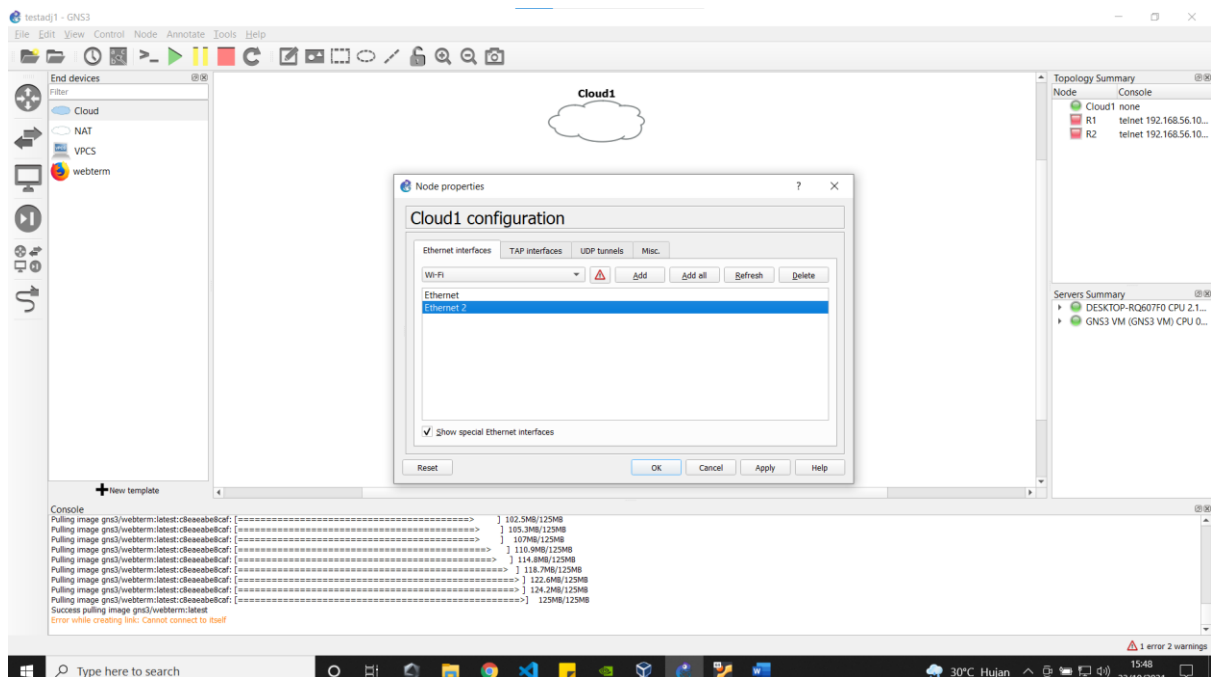 testadj1 - GNS3
File Edit View Control Node Annotate Tools Help
End devices
Filter
Cloud
NAT
VPCS
webterm
New template
Cloud1
Node properties
?
Cloud1 configuration
Ethernet interfaces TAP interfaces UDP tunnels Misc.
Wi-Fi Add Add all Refresh Delete
Ethernet
Ethernet 2
Show special Ethernet interfaces
Reset OK Cancel Apply Help
Topology Summary
Node Console
Cloud1 none
R1 telnet 192.168.56.10...
R2 telnet 192.168.56.10...
Servers Summary
DESKTOP-RQ607F0 CPU 2.1...
GNS3 VM (GNS3 VM) CPU 0...
Console
Pulling image gns3/webterm:latest:c8eaeabe8caf: [==========================================> ] 102.5MB/125MB
Pulling image gns3/webterm:latest:c8eaeabe8caf: [===========================================> ] 105.3MB/125MB
Pulling image gns3/webterm:latest:c8eaeabe8caf: [===========================================> ] 107MB/125MB
Pulling image gns3/webterm:latest:c8eaeabe8caf: [=============================================> ] 110.9MB/125MB
Pulling image gns3/webterm:latest:c8eaeabe8caf: [==============================================> ] 114.8MB/125MB
Pulling image gns3/webterm:latest:c8eaeabe8caf: [================================================> ] 118.7MB/125MB
Pulling image gns3/webterm:latest:c8eaeabe8caf: [==================================================> ] 122.6MB/125MB
Pulling image gns3/webterm:latest:c8eaeabe8caf: [==================================================> ] 124.2MB/125MB
Pulling image gns3/webterm:latest:c8eaeabe8caf: [===================================================>] 125MB/125MB
Success pulling image gns3/webterm:latest
Error while creating link: Cannot connect to itself
1 error 2 warnings
Type here to search
30°C Hujan
15:48